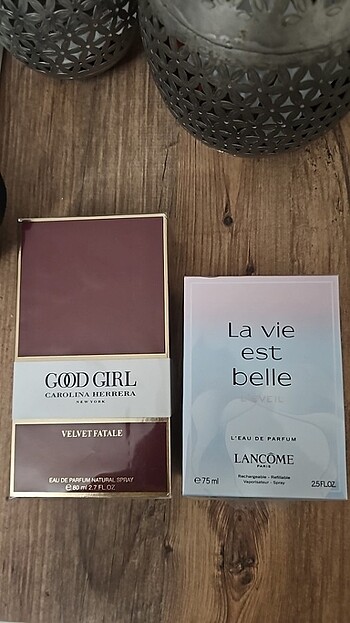 GOOD GIRL
CAROLINA HERRERA
NEW YORK
VELVET FATALE
EAU DE PARFUM NATURAL SPRAY
℮ 80 ml 2.7 FL.OZ.
La vie
est
belle
L'ÉVEIL
L'EAU DE PARFUM
LANCÔME
PARIS
Rechargeable - Refillable
Vaporisateur - Spray
℮ 75 ml
2.5 FL.OZ.